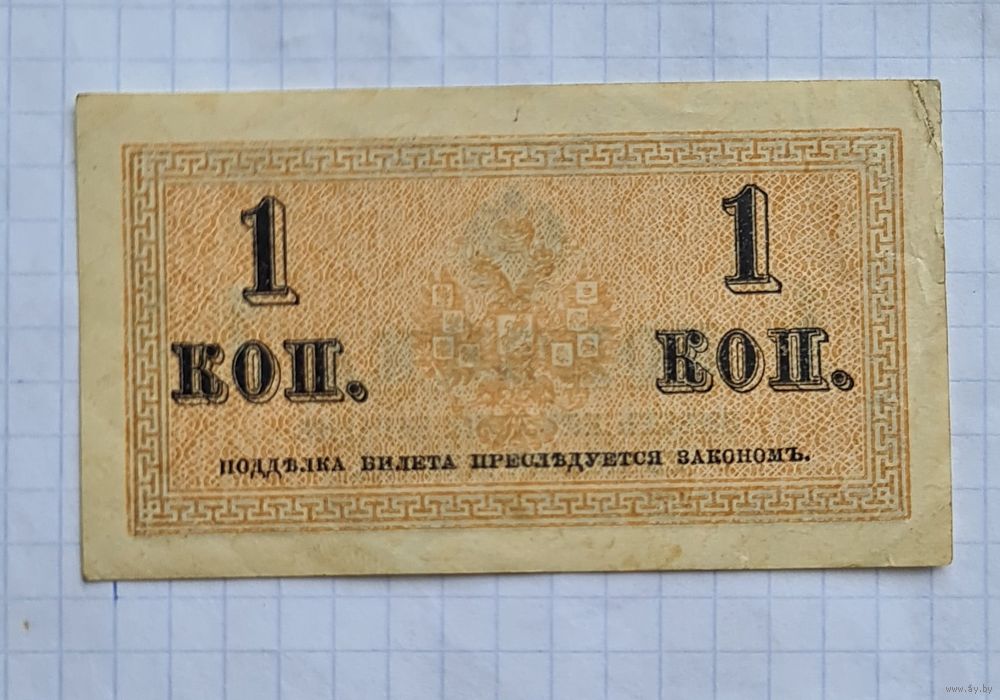 1 1
КОП. КОП.
ПОДДѢЛКА БИЛЕТА ПРЕСЛѢДУЕТСЯ ЗАКОНОМЪ.
www.ay.by